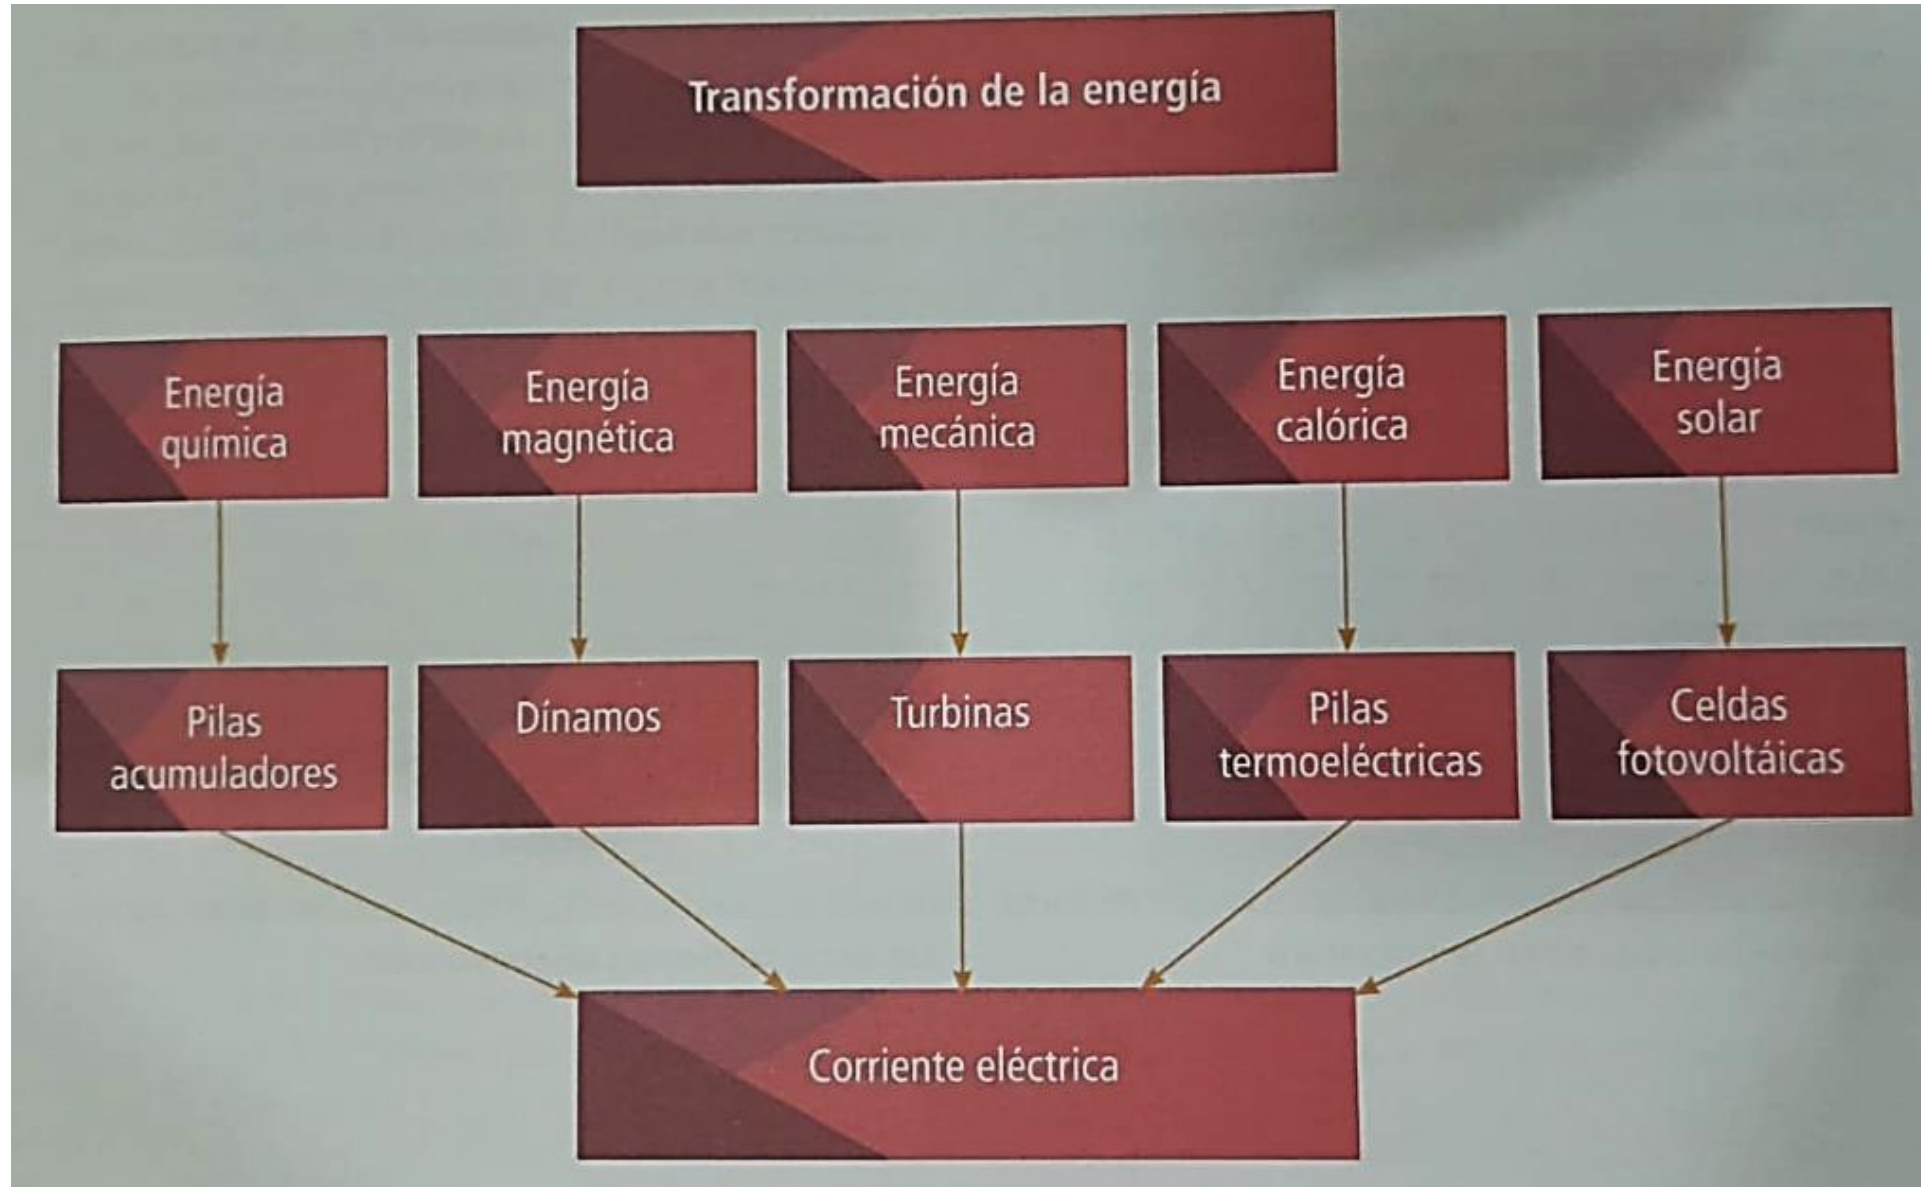 Transformación de la energía
Energía
química
Energía
magnética
Energía
mecánica
Energía
calórica
Energía
solar
Pilas
acumuladores
Dínamos
Turbinas
Pilas
termoeléctricas
Celdas
fotovoltáicas
Corriente eléctrica